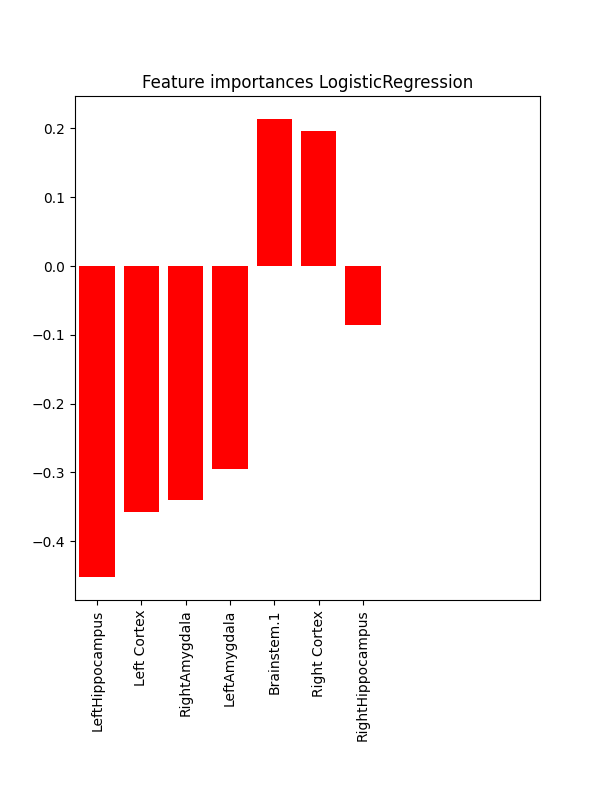 Feature importances LogisticRegression
0.2
0.1
0.0
−0.1
−0.2
−0.3
−0.4
LeftHippocampus
Left Cortex
RightAmygdala
LeftAmygdala
Brainstem.1
Right Cortex
RightHippocampus